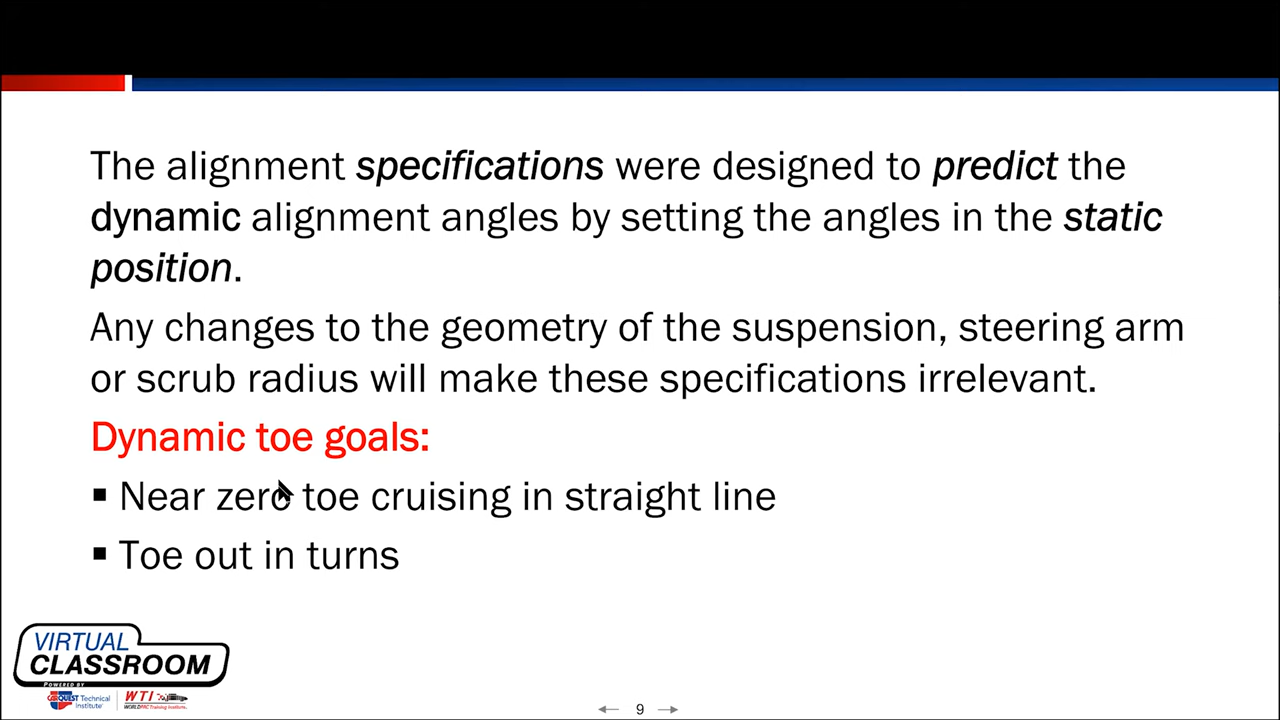 The alignment specifications were designed to predict the
dynamic alignment angles by setting the angles in the static
position.
Any changes to the geometry of the suspension, steering arm
or scrub radius will make these specifications irrelevant.
Dynamic toe goals:
▪ Near zero toe cruising in straight line
▪ Toe out in turns
VIRTUAL
CLASSROOM
POWERED BY
CARQUEST Technical
Institute
WTI
WORLDPAC Training Institute
9